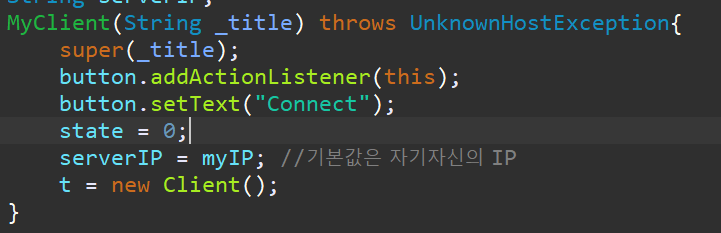 String serverIP;
MyClient(String _title) throws UnknownHostException{
super(_title);
button.addActionListener(this);
button.setText("Connect");
state = 0;
serverIP = myIP; //기본값은 자기자신의 IP
t = new Client();
}